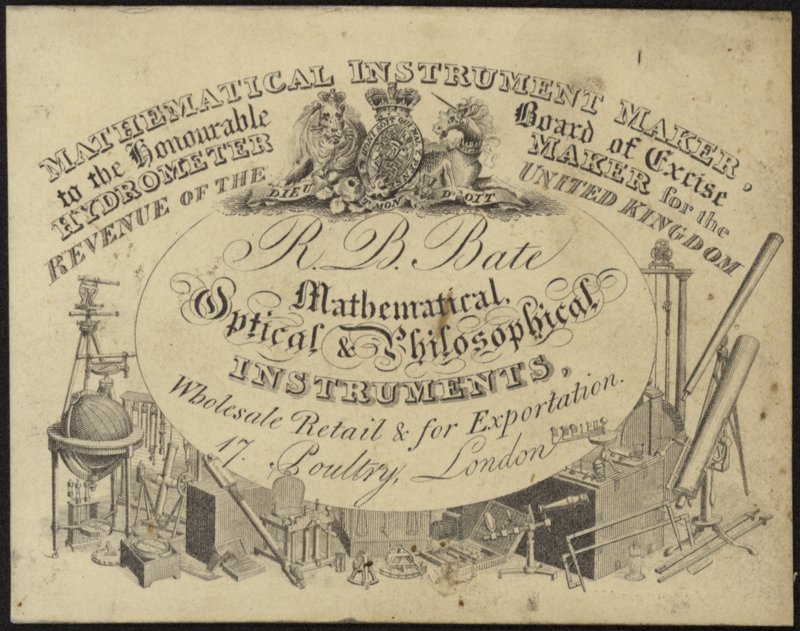 MATHEMATICAL INSTRUMENT MAKER,
to the Honourable Board of Excise
HYDROMETER MAKER for the
REVENUE OF THE UNITED KINGDOM
DIEU ET MON DROIT
R. B. Bate
Mathematical,
Optical & Philosophical
INSTRUMENTS,
Wholesale Retail & for Exportation.
17. Poultry, London